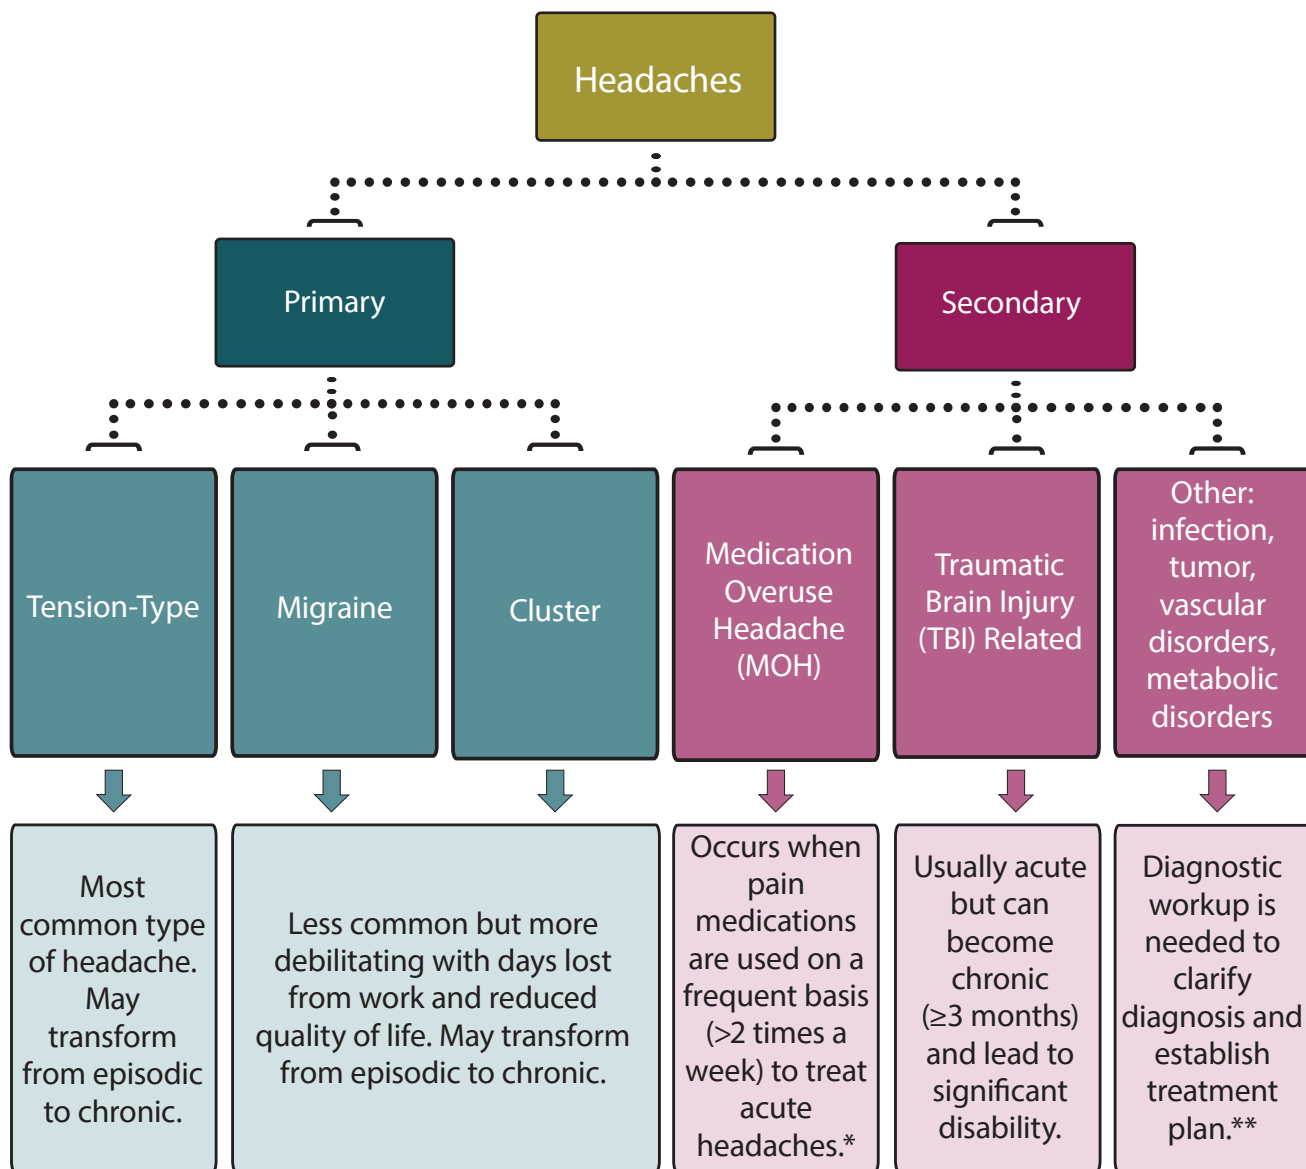 Headaches
Primary
Secondary
Tension-Type
Migraine
Cluster
Medication
Overuse
Headache
(MOH)
Traumatic
Brain Injury
(TBI) Related
Other:
infection,
tumor,
vascular
disorders,
metabolic
disorders
Most
common type
of headache.
May
transform
from episodic
to chronic.
Less common but more
debilitating with days lost
from work and reduced
quality of life. May transform
from episodic to chronic.
Occurs when
pain
medications
are used on a
frequent basis
(>2 times a
week) to treat
acute
headaches.*
Usually acute
but can
become
chronic
(≥3 months)
and lead to
significant
disability.
Diagnostic
workup is
needed to
clarify
diagnosis and
establish
treatment
plan.**